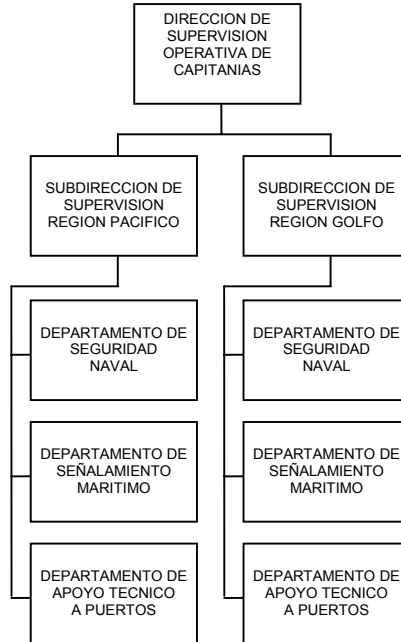 DIRECCION DE
SUPERVISION
OPERATIVA DE
CAPITANIAS
SUBDIRECCION DE
SUPERVISION
REGION PACIFICO
SUBDIRECCION DE
SUPERVISION
REGION GOLFO
DEPARTAMENTO DE
SEGURIDAD
NAVAL
DEPARTAMENTO DE
SEGURIDAD
NAVAL
DEPARTAMENTO DE
SEÑALAMIENTO
MARITIMO
DEPARTAMENTO DE
SEÑALAMIENTO
MARITIMO
DEPARTAMENTO DE
APOYO TECNICO
A PUERTOS
DEPARTAMENTO DE
APOYO TECNICO
A PUERTOS